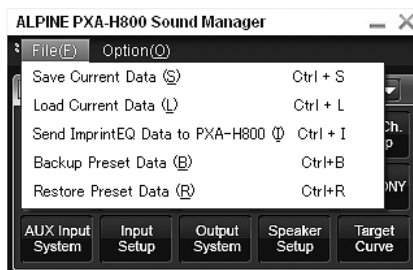 ALPINE PXA-H800 Sound Manager
File(F) Option(O)
Save Current Data (S) Ctrl + S
Load Current Data (L) Ctrl + L
Send ImprintEQ Data to PXA-H800 (I) Ctrl + I
Backup Preset Data (B) Ctrl+B
Restore Preset Data (R) Ctrl+R
Ch.
AUX Input System
Input Setup
Output System
Speaker Setup
Target Curve